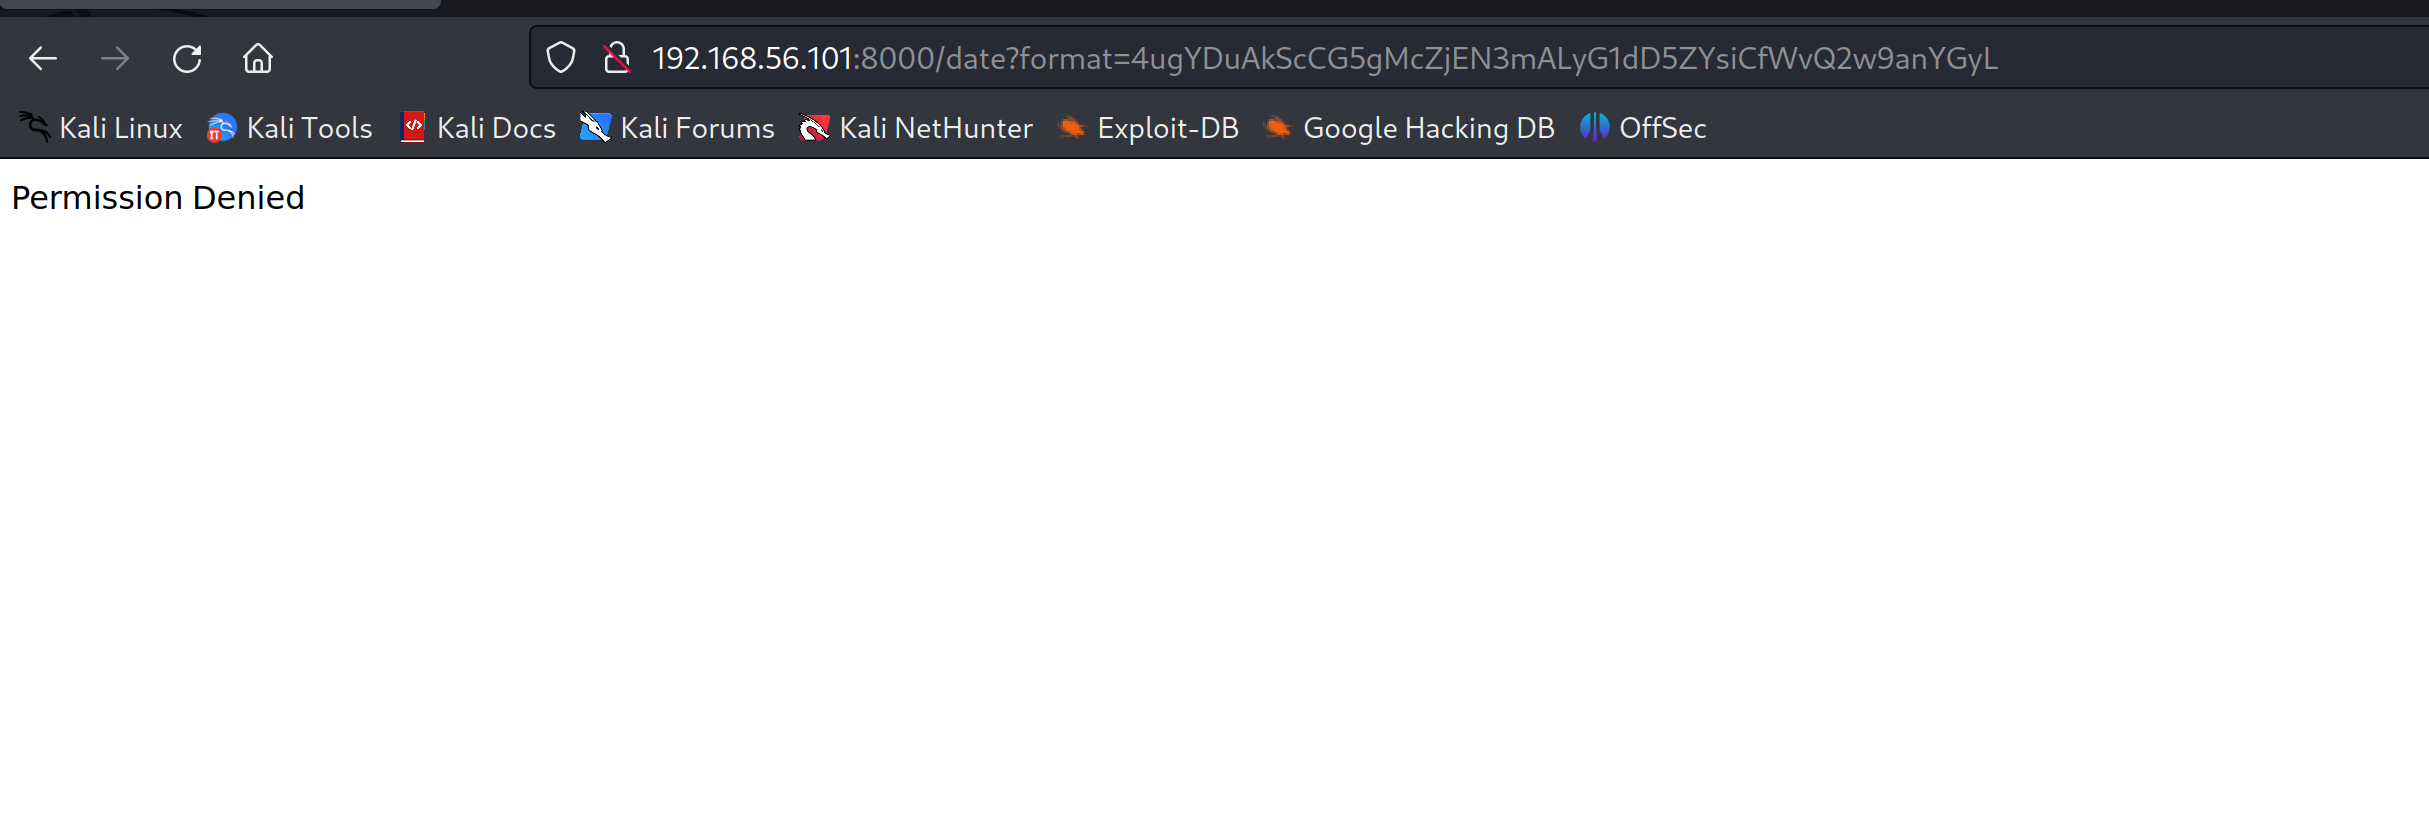 192.168.56.101:8000/date?format=4ugYDuAkScCG5gMcZjEN3mALyG1dD5ZYsiCfWvQ2w9anYGyL
Kali Linux Kali Tools Kali Docs Kali Forums Kali NetHunter Exploit-DB Google Hacking DB OffSec
Permission Denied